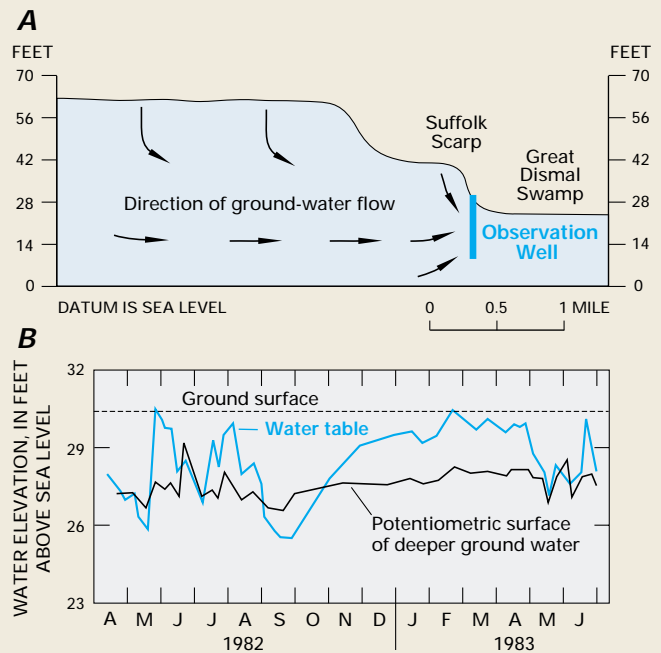 A
FEET
FEET
70
70
56
56
42
42
28
28
14
14
0
0
Suffolk
Scarp
Great
Dismal
Swamp
Direction of ground-water flow
Observation
Well
DATUM IS SEA LEVEL
0 0.5 1 MILE
B
WATER ELEVATION, IN FEET
ABOVE SEA LEVEL
32
29
26
23
Ground surface
Water table
Potentiometric surface
of deeper ground water
A M J J A S O N D J F M A M J
1982 1983